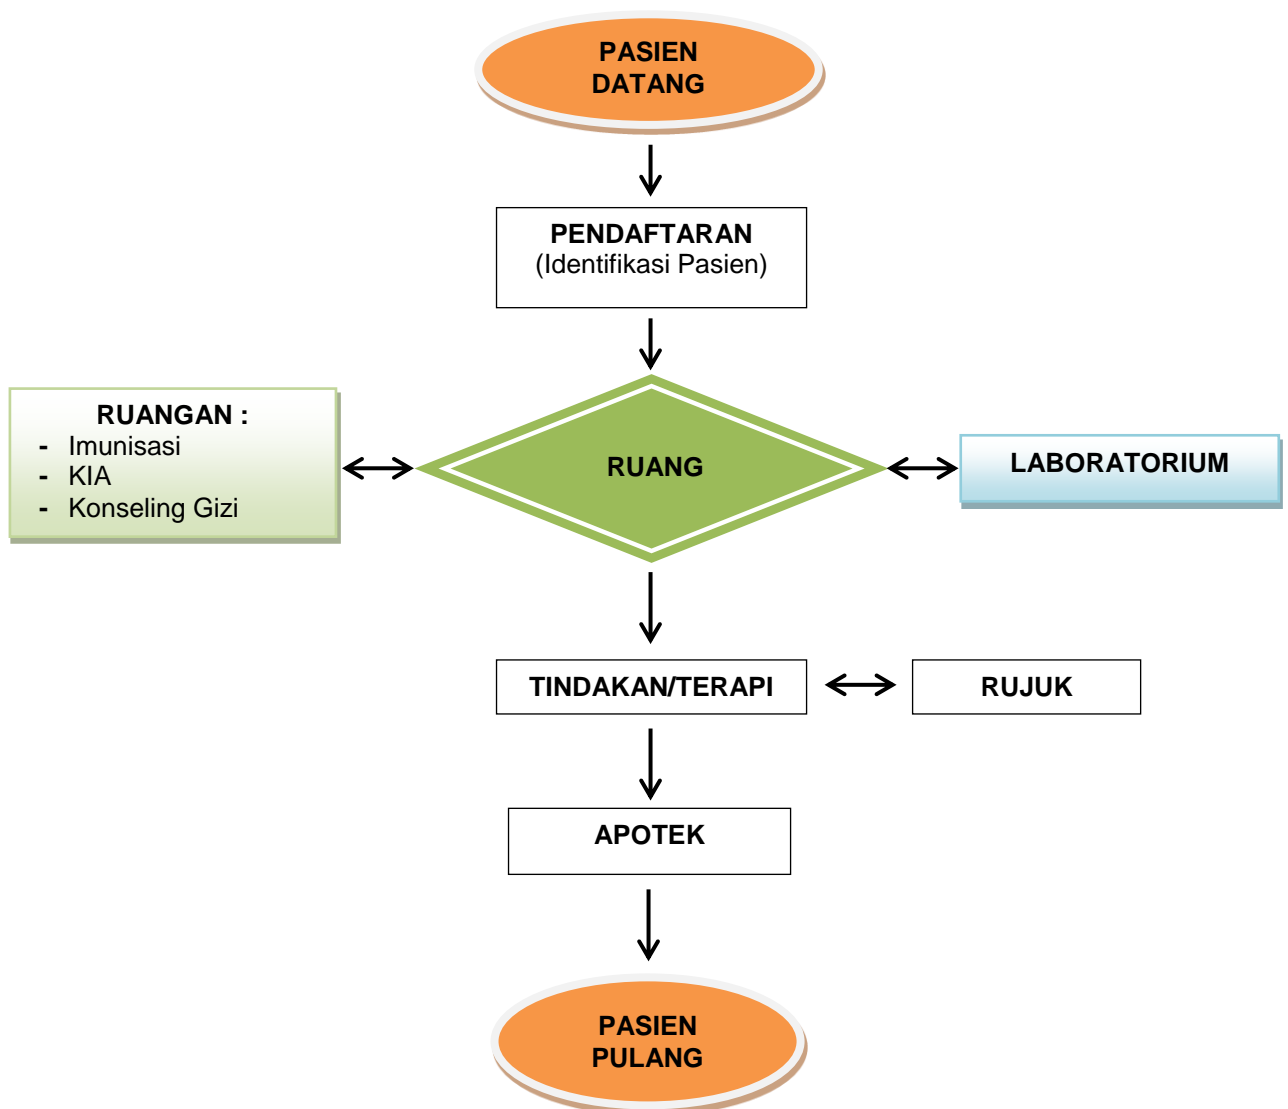 PASIEN
DATANG
PENDAFTARAN
(Identifikasi Pasien)
RUANGAN :
- Imunisasi
- KIA
- Konseling Gizi
RUANG
LABORATORIUM
TINDAKAN/TERAPI
RUJUK
APOTEK
PASIEN
PULANG